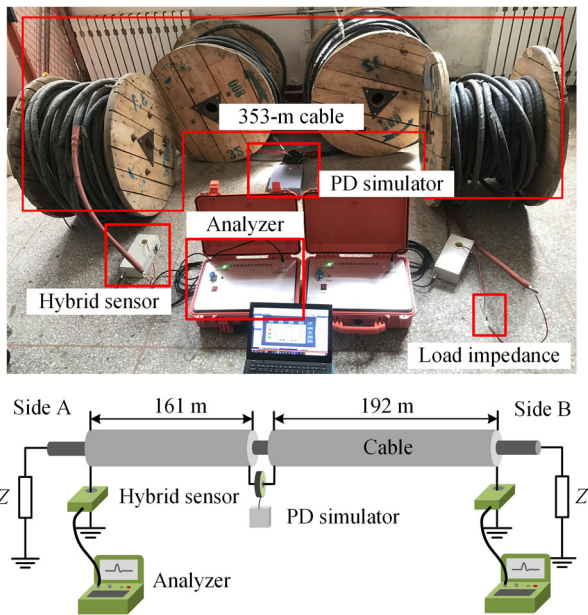 353-m cable
PD simulator
Analyzer
Hybrid sensor
Load impedance
Side A
161 m
192 m
Side B
Cable
Z
Hybrid sensor
Z
PD simulator
Analyzer